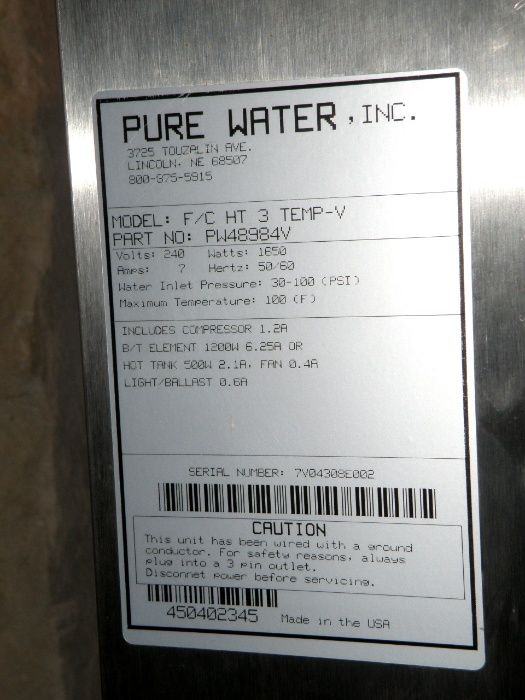 PURE WATER, INC.
3725 TOUZALIN AVE.
LINCOLN, NE 68507
800-875-5915
MODEL: F/C HT 3 TEMP-V
PART NO: PW48984V
Volts: 240 Watts: 1650
Amps: 7 Hertz: 50/60
Water Inlet Pressure: 30-100 (PSI)
Maximum Temperature: 100 (F)
INCLUDES COMPRESSOR 1.2A
B/T ELEMENT 1200W 6.25A OR
HOT TANK 500W 2.1A, FAN 0.4A
LIGHT/BALLAST 0.6A
SERIAL NUMBER: 7V04308E002
CAUTION
This unit has been wired with a ground
conductor. For safety reasons, always
plug into a 3 pin outlet.
Disconnet power before servicing.
450402345 Made in the USA